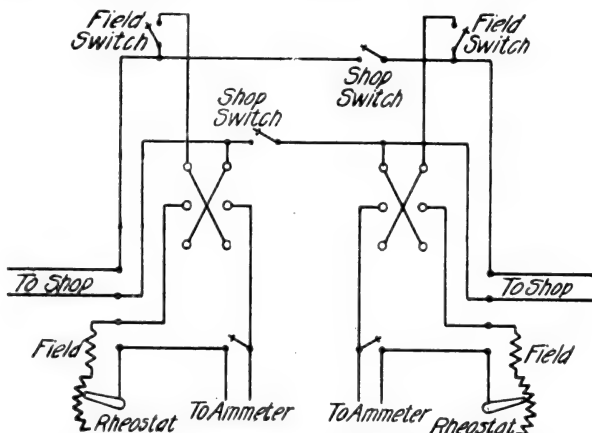 Field
Switch
Field
Switch
Shop
Switch
Shop
Switch
To Shop
To Shop
Field
Field
Rheostat
To Ammeter
To Ammeter
Rheostat